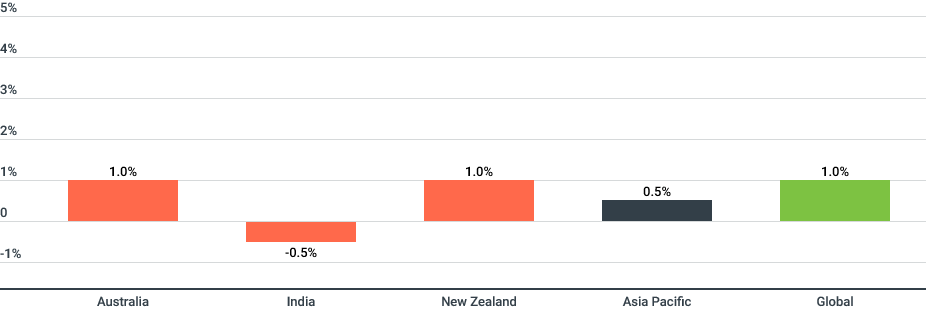 5%
4%
3%
2%
1%
0
-1%
1.0%
-0.5%
1.0%
0.5%
1.0%
Australia
India
New Zealand
Asia Pacific
Global